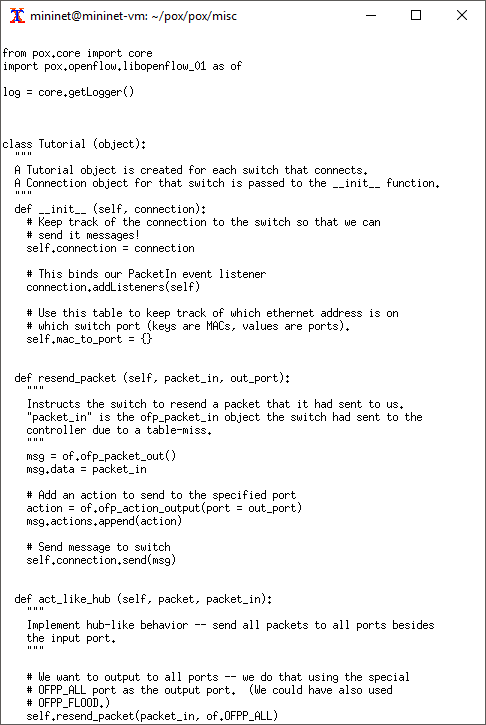 mininet@mininet-vm: ~/pox/pox/misc
from pox.core import core
import pox.openflow.libopenflow_01 as of
log = core.getLogger()
class Tutorial (object):
"""
A Tutorial object is created for each switch that connects.
A Connection object for that switch is passed to the __init__ function.
"""
def __init__ (self, connection):
# Keep track of the connection to the switch so that we can
# send it messages!
self.connection = connection
# This binds our PacketIn event listener
connection.addListeners(self)
# Use this table to keep track of which ethernet address is on
# which switch port (keys are MACs, values are ports).
self.mac_to_port = {}
def resend_packet (self, packet_in, out_port):
"""
Instructs the switch to resend a packet that it had sent to us.
"packet_in" is the ofp_packet_in object the switch had sent to the
controller due to a table-miss.
"""
msg = of.ofp_packet_out()
msg.data = packet_in
# Add an action to send to the specified port
action = of.ofp_action_output(port = out_port)
msg.actions.append(action)
# Send message to switch
self.connection.send(msg)
def act_like_hub (self, packet, packet_in):
"""
Implement hub-like behavior -- send all packets to all ports besides
the input port.
"""
# We want to output to all ports -- we do that using the special
# OFPP_ALL port as the output port.  (We could have also used
# OFPP_FLOOD.)
self.resend_packet(packet_in, of.OFPP_ALL)